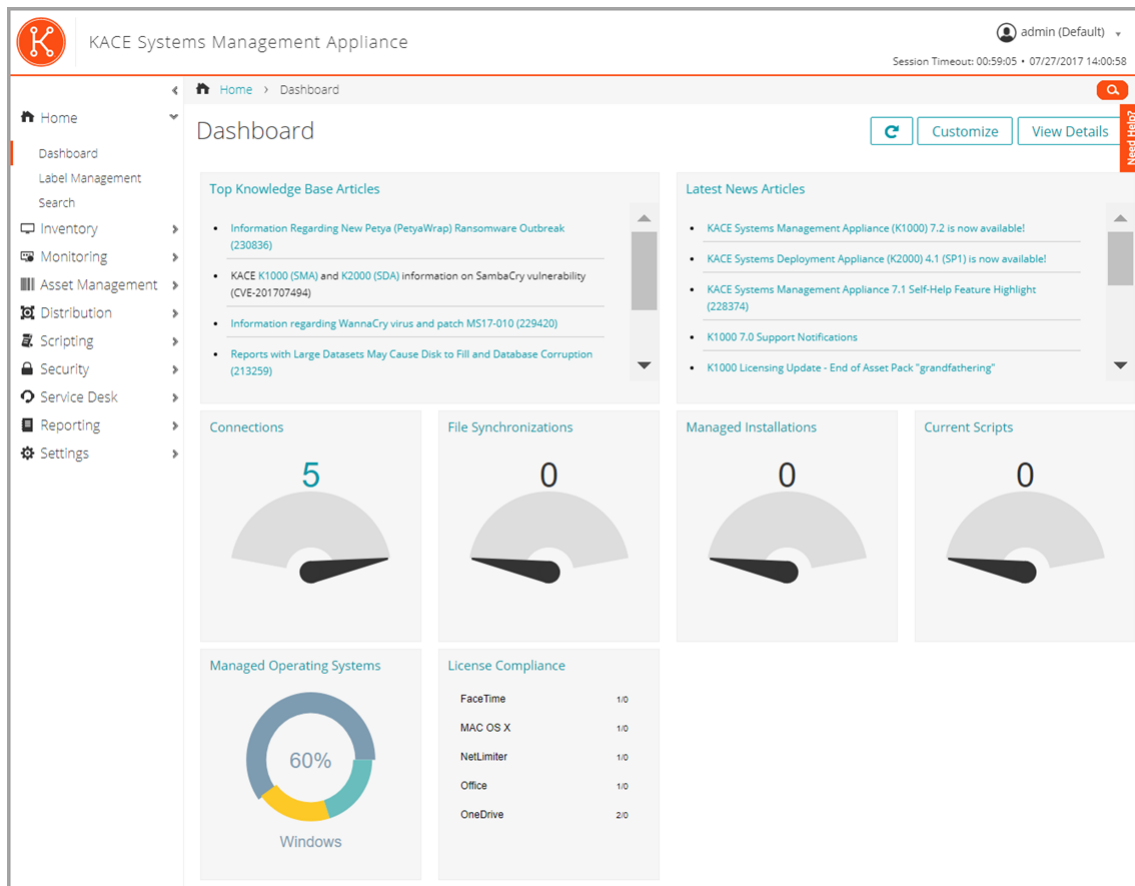 KACE Systems Management Appliance
admin (Default)
Session Timeout: 00:59:05 • 07/27/2017 14:00:58
Home > Dashboard
Need Help?
Home
Dashboard
Label Management
Search
Inventory
Monitoring
Asset Management
Distribution
Scripting
Security
Service Desk
Reporting
Settings
Dashboard
Customize
View Details
Top Knowledge Base Articles
• Information Regarding New Petya (PetyaWrap) Ransomware Outbreak
(230836)
• KACE K1000 (SMA) and K2000 (SDA) information on SambaCry vulnerability
(CVE-201707494)
• Information regarding WannaCry virus and patch MS17-010 (229420)
• Reports with Large Datasets May Cause Disk to Fill and Database Corruption
(213259)
Latest News Articles
• KACE Systems Management Appliance (K1000) 7.2 is now available!
• KACE Systems Deployment Appliance (K2000) 4.1 (SP1) is now available!
• KACE Systems Management Appliance 7.1 Self-Help Feature Highlight
(228374)
• K1000 7.0 Support Notifications
• K1000 Licensing Update - End of Asset Pack "grandfathering"
Connections
5
File Synchronizations
0
Managed Installations
0
Current Scripts
0
Managed Operating Systems
60%
Windows
License Compliance
FaceTime 1/0
MAC OS X 1/0
NetLimiter 1/0
Office 1/0
OneDrive 2/0